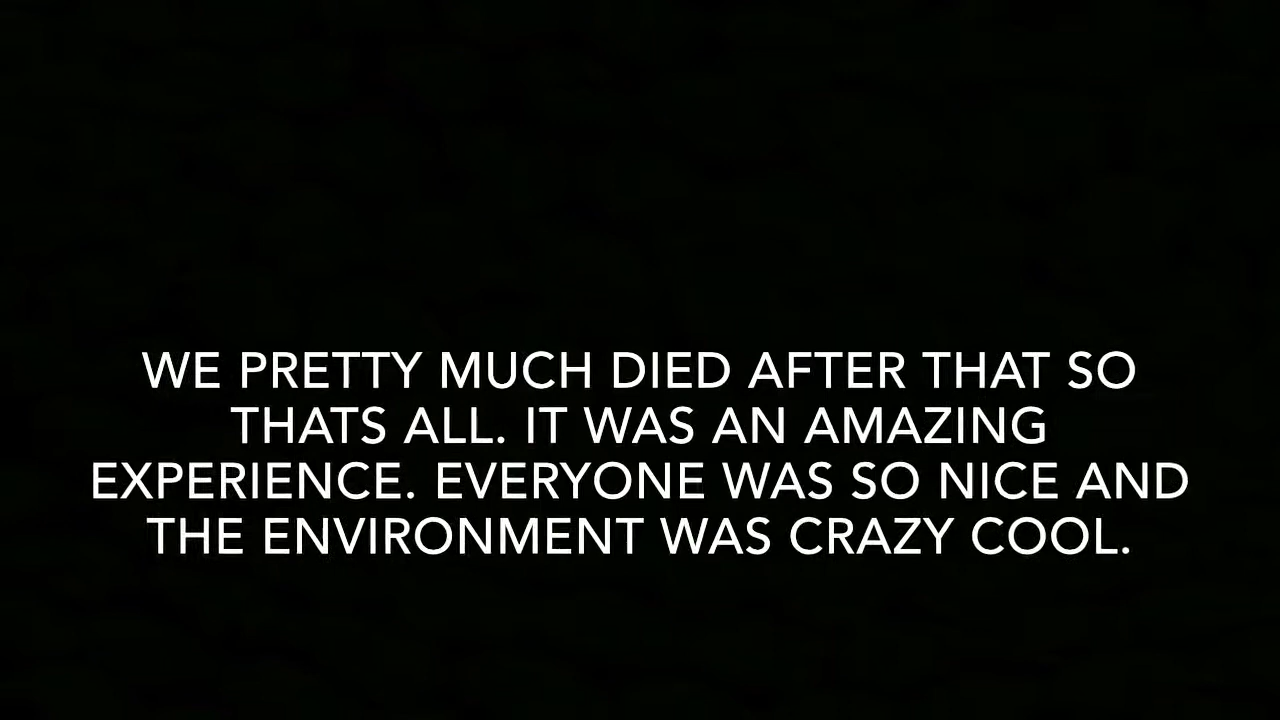 WE PRETTY MUCH DIED AFTER THAT SO
THATS ALL. IT WAS AN AMAZING
EXPERIENCE. EVERYONE WAS SO NICE AND
THE ENVIRONMENT WAS CRAZY COOL.